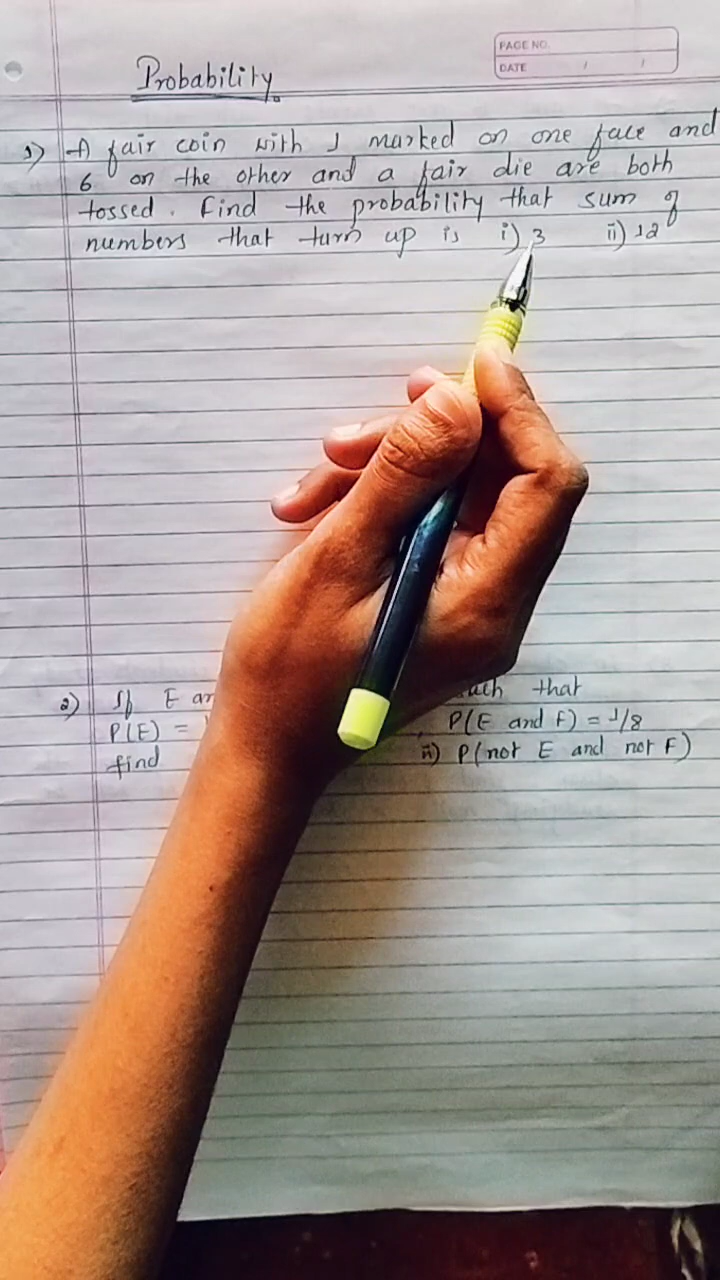 PAGE NO.
DATE / /
Probability
1) A fair coin with 1 marked on one face and
6 on the other and a fair die are both
tossed. Find the probability that sum of
numbers that turn up is i) 3 ii) 12
2) If E that
P(E) = P(E and F) = 1/8
find ii) P(not E and not F)